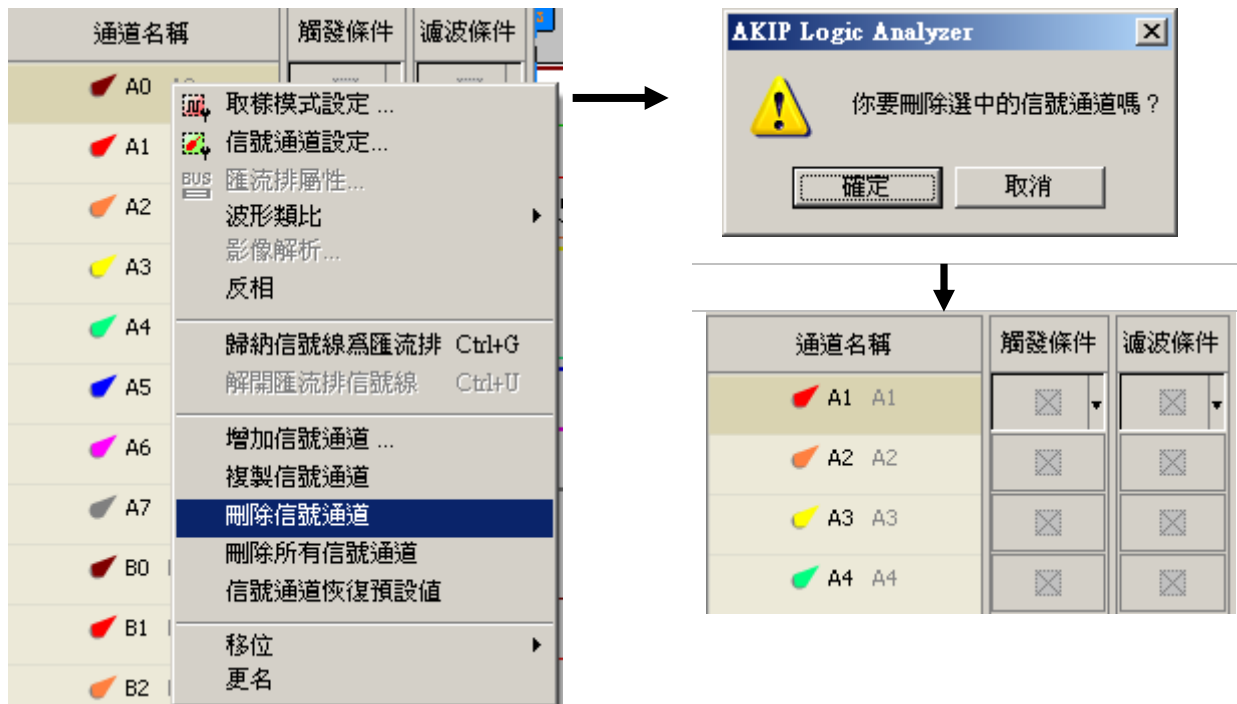 通道名稱 觸發條件 濾波條件
A0
取樣模式設定 ...
信號通道設定...
BUS 匯流排屬性...
波形類比
影像解析...
反相
歸納信號線為匯流排 Ctrl+G
解開匯流排信號線 Ctrl+U
增加信號通道 ...
複製信號通道
刪除信號通道
刪除所有信號通道
信號通道恢復預設值
移位
更名
A1
A2
A3
A4
A5
A6
A7
B0
B1
B2
AKIP Logic Analyzer
你要刪除選中的信號通道嗎？
確定 取消
通道名稱 觸發條件 濾波條件
A1 A1
A2 A2
A3 A3
A4 A4